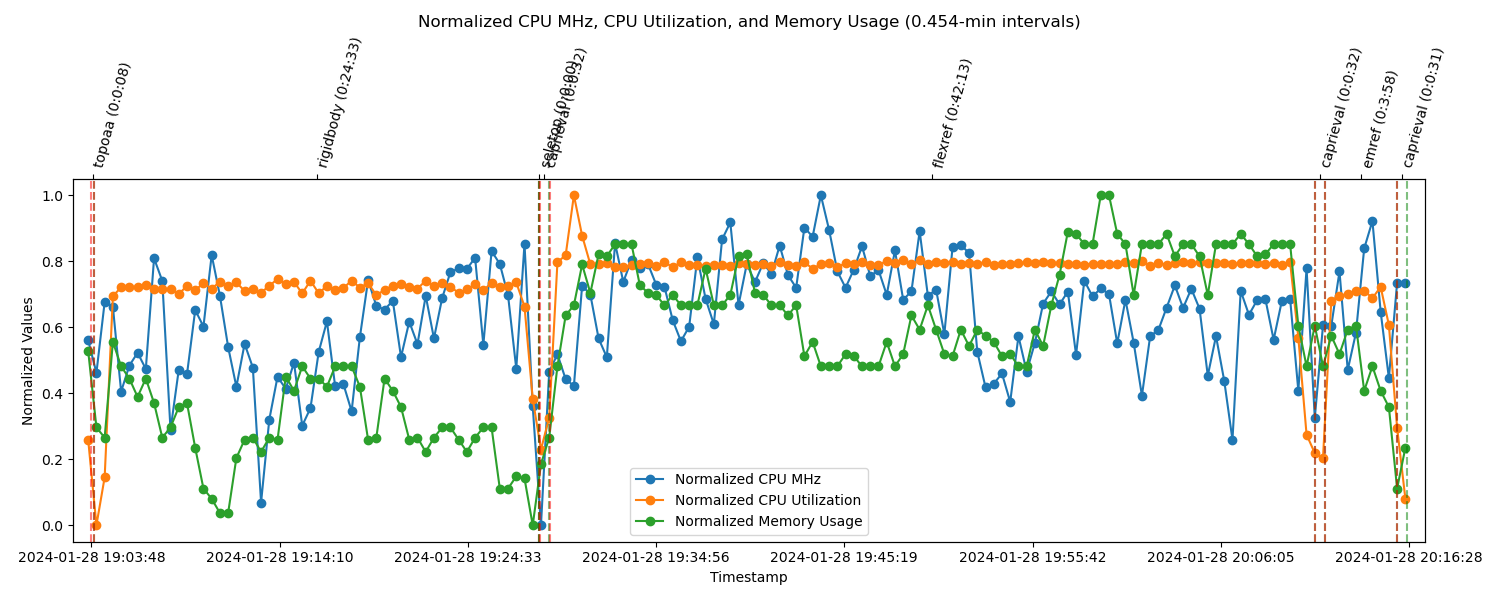 Normalized CPU MHz, CPU Utilization, and Memory Usage (0.454-min intervals)
topoaa (0:0:08)
rigidbody (0:24:33)
seletop (0:0:00)
caprieval (0:0:32)
flexref (0:42:13)
caprieval (0:0:32)
emref (0:3:58)
caprieval (0:0:31)
Normalized Values
1.0
0.8
0.6
0.4
0.2
0.0
Normalized CPU MHz
Normalized CPU Utilization
Normalized Memory Usage
2024-01-28 19:03:48
2024-01-28 19:14:10
2024-01-28 19:24:33
2024-01-28 19:34:56
2024-01-28 19:45:19
2024-01-28 19:55:42
2024-01-28 20:06:05
2024-01-28 20:16:28
Timestamp